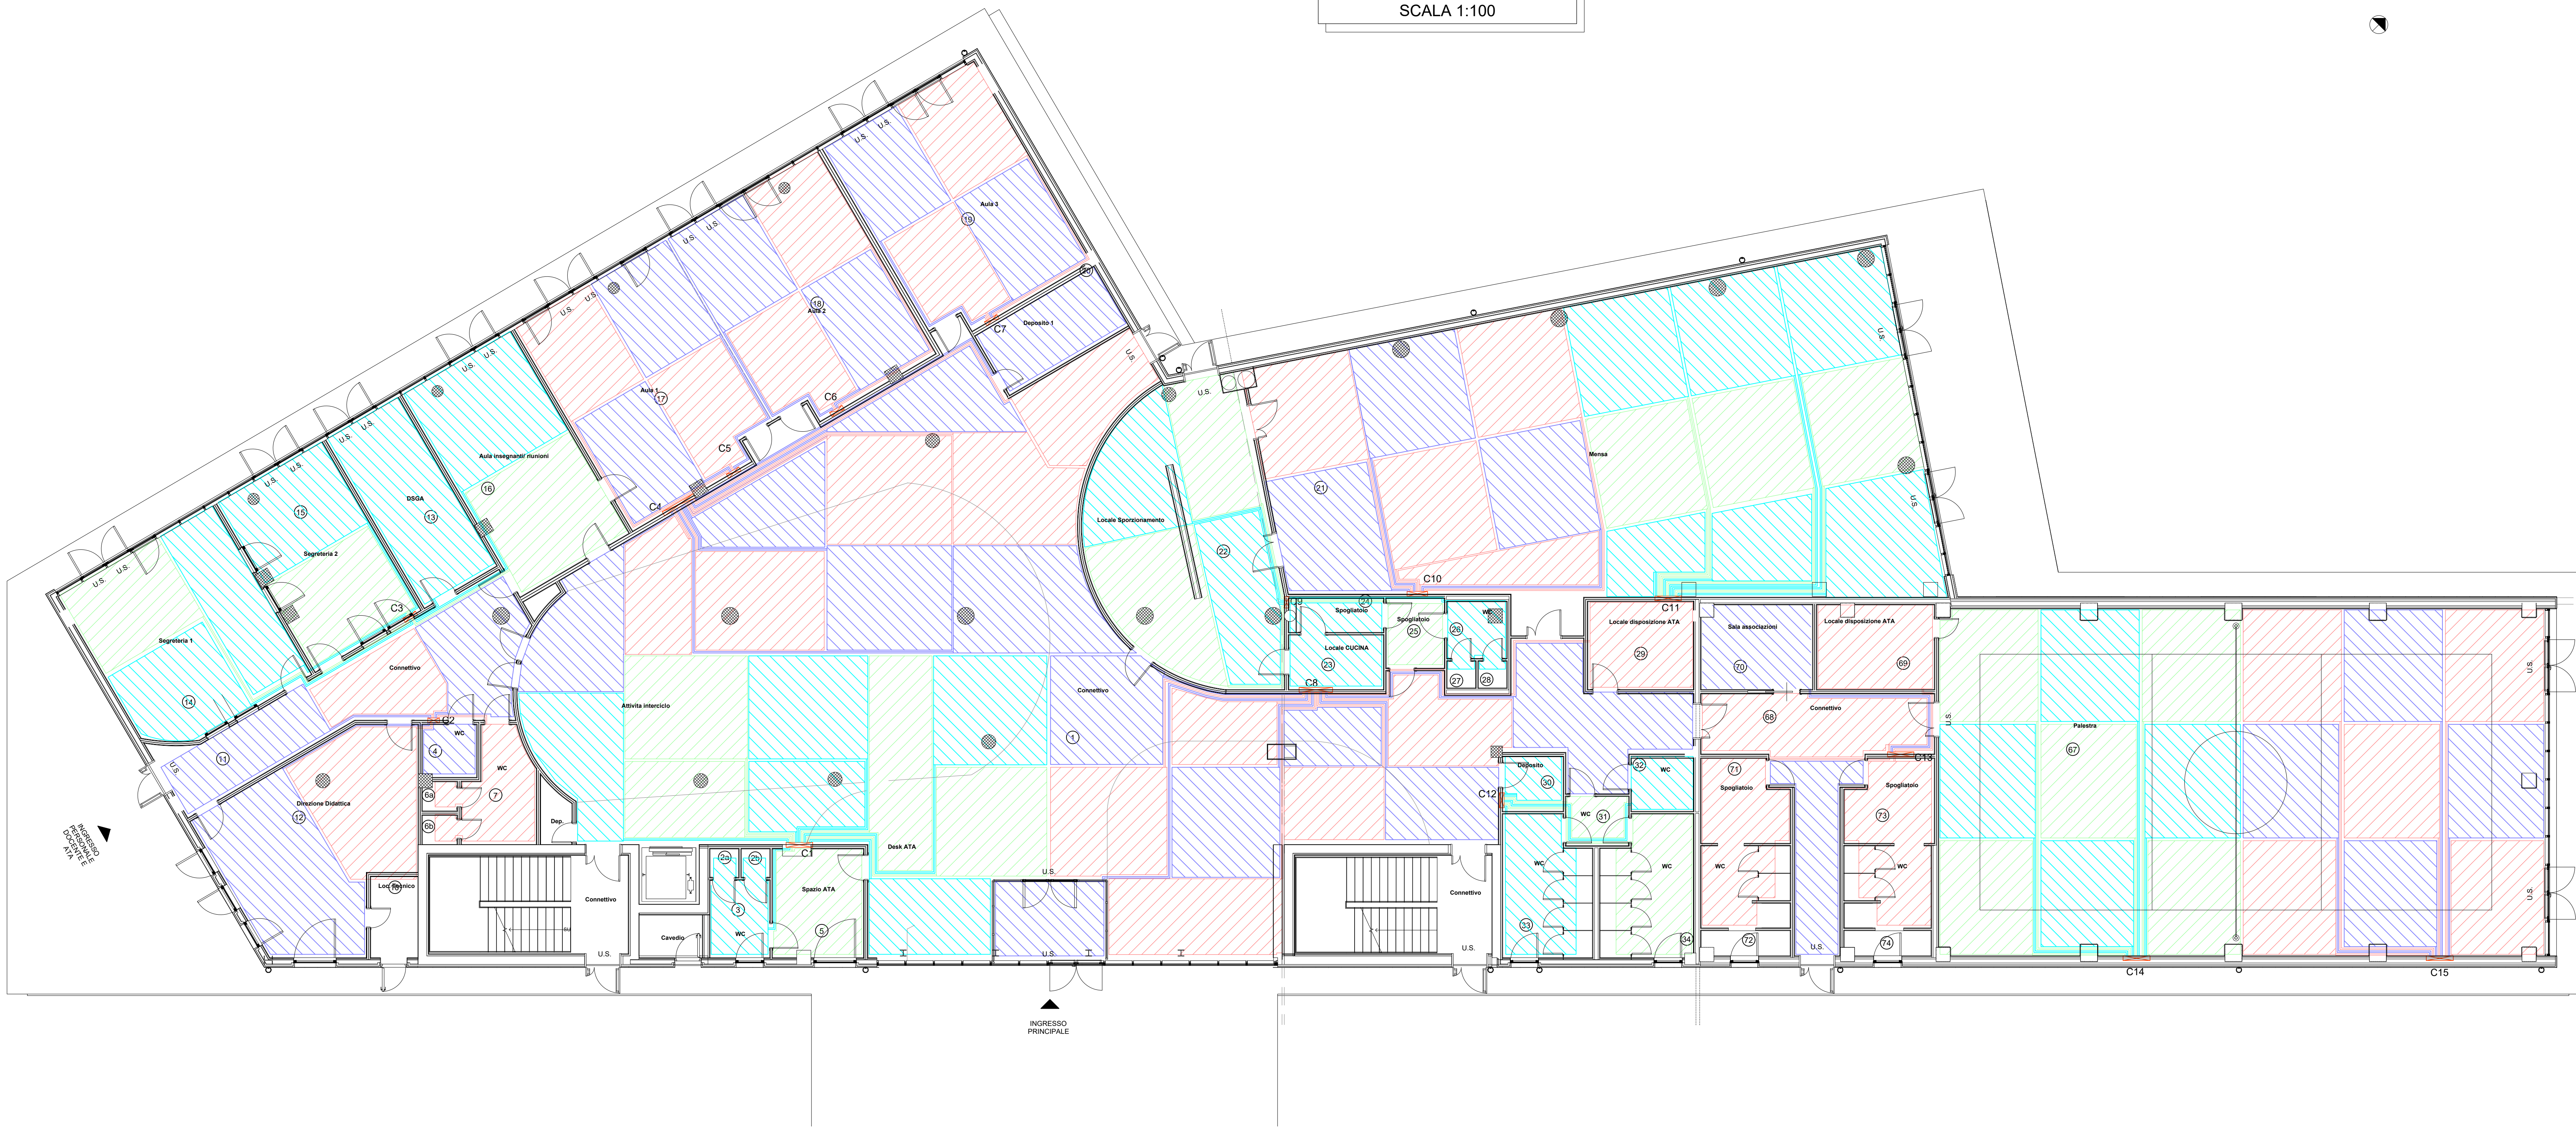 SCALA 1:100
U.S.
U.S.
Aula 3
19
20
U.S.
U.S.
18
Aula 2
Deposito 1
C7
U.S.
U.S.
U.S.
Aula 1
17
C6
C5
C4
U.S.
U.S.
Aula insegnanti/ riunioni
16
U.S.
U.S.
DSGA
13
U.S.
U.S.
15
Segreteria 2
C3
U.S.
U.S.
Segreteria 1
14
Connettivo
C2
11
U.S.
Direzione Didattica
12
WC
4
WC
7
6a
6b
Dep.
10
Connettivo
U.S.
Cavedio
2a
2b
3
WC
Spazio ATA
5
C1
Desk ATA
Attivita interciclo
Connettivo
1
U.S.
U.S.
Locale Sporzionamento
22
U.S.
Mensa
21
U.S
U.S
C10
C11
C9
24
Spogliatoio
Spogliatoio
25
WC
26
27
28
Locale CUCINA
23
C8
Locale disposizione ATA
29
Sala associazioni
70
Locale disposizione ATA
69
Connettivo
68
C13
U.S.
Palestra
67
U.S.
U.S.
Deposito
30
C12
32
WC
WC
31
WC
33
WC
34
Connettivo
U.S.
71
Spogliatoio
WC
72
Spogliatoio
73
WC
74
U.S.
C14
C15
INGRESSO
PERSONALE
DOCENTE E
ATA
INGRESSO
PRINCIPALE